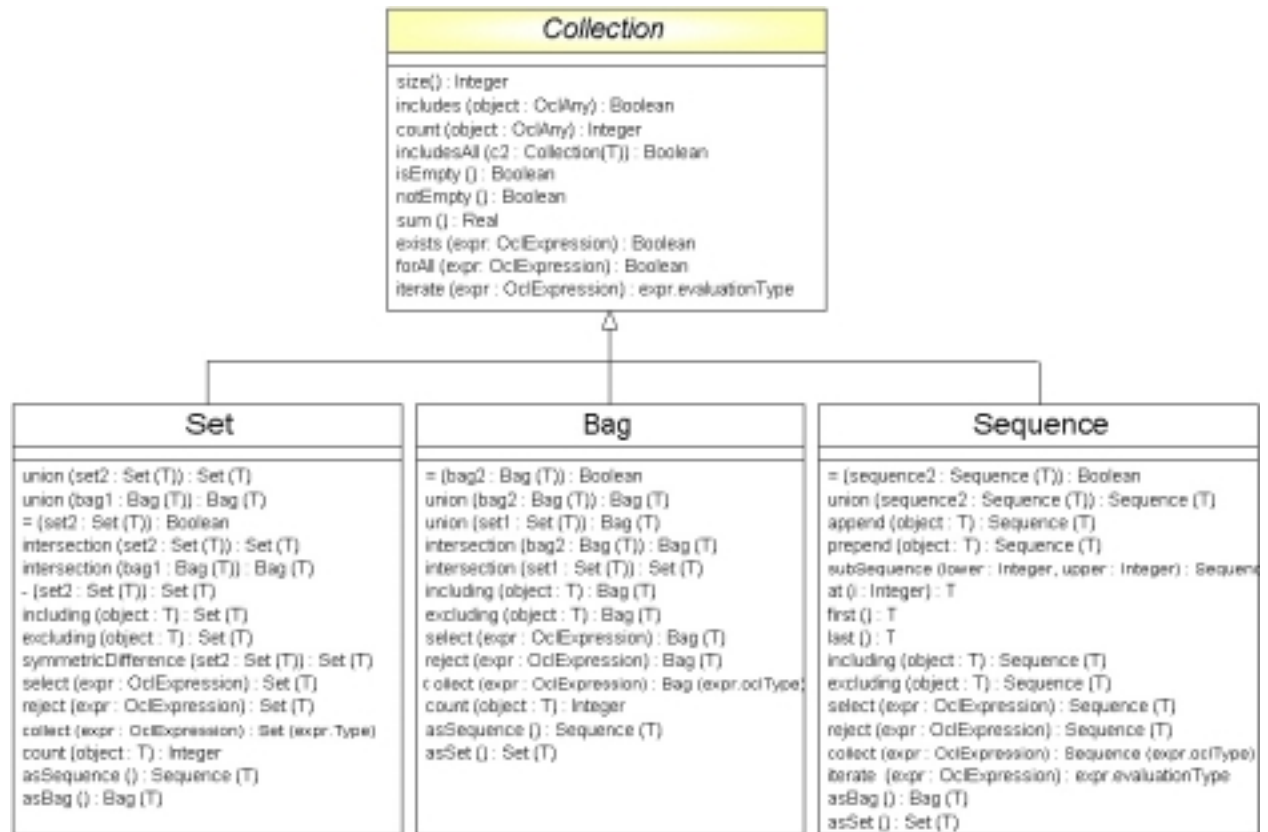 Collection
size() : Integer
includes (object : OclAny) : Boolean
count (object : OclAny) : Integer
includesAll (c2 : Collection(T)) : Boolean
isEmpty () : Boolean
notEmpty () : Boolean
sum () : Real
exists (expr: OclExpression) : Boolean
forAll (expr: OclExpression) : Boolean
iterate (expr : OclExpression) : expr.evaluationType
Set
union (set2 : Set (T)) : Set (T)
union (bag1 : Bag (T)) : Bag (T)
= (set2 : Set (T)) : Boolean
intersection (set2 : Set (T)) : Set (T)
intersection (bag1 : Bag (T)) : Bag (T)
- (set2 : Set (T)) : Set (T)
including (object : T) : Set (T)
excluding (object : T) : Set (T)
symmetricDifference (set2 : Set (T)) : Set (T)
select (expr : OclExpression) : Set (T)
reject (expr : OclExpression) : Set (T)
collect (expr : OclExpression) : Set (expr.Type)
count (object : T) : Integer
asSequence () : Sequence (T)
asBag () : Bag (T)
Bag
= (bag2 : Bag (T)) : Boolean
union (bag2 : Bag (T)) : Bag (T)
union (set1 : Set (T)) : Bag (T)
intersection (bag2 : Bag (T)) : Bag (T)
intersection (set1 : Set (T)) : Set (T)
including (object : T) : Bag (T)
excluding (object : T) : Bag (T)
select (expr : OclExpression) : Bag (T)
reject (expr : OclExpression) : Bag (T)
collect (expr : OclExpression) : Bag (expr.oclType)
count (object : T) : Integer
asSequence () : Sequence (T)
asSet () : Set (T)
Sequence
= (sequence2 : Sequence (T)) : Boolean
union (sequence2 : Sequence (T)) : Sequence (T)
append (object : T) : Sequence (T)
prepend (object : T) : Sequence (T)
subSequence (lower : Integer, upper : Integer) : Sequenc
at (i : Integer) : T
first () : T
last () : T
including (object : T) : Sequence (T)
excluding (object : T) : Sequence (T)
select (expr : OclExpression) : Sequence (T)
reject (expr : OclExpression) : Sequence (T)
collect (expr : OclExpression) : Sequence (expr.oclType)
iterate (expr : OclExpression) : expr.evaluationType
asBag () : Bag (T)
asSet () : Set (T)